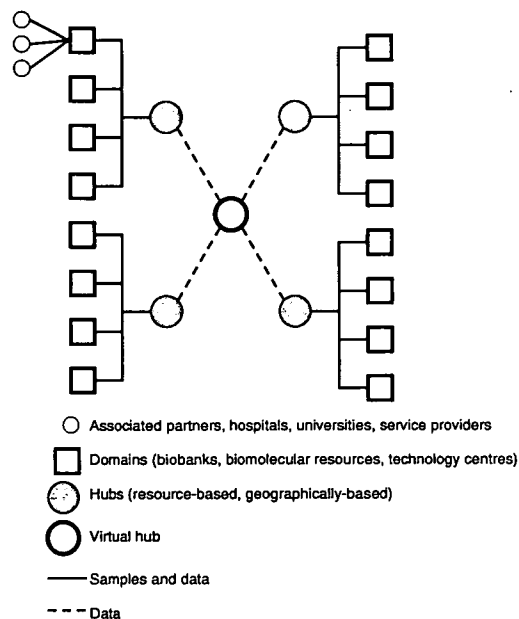 Associated partners, hospitals, universities, service providers
Domains (biobanks, biomolecular resources, technology centres)
Hubs (resource-based, geographically-based)
Virtual hub
Samples and data
Data